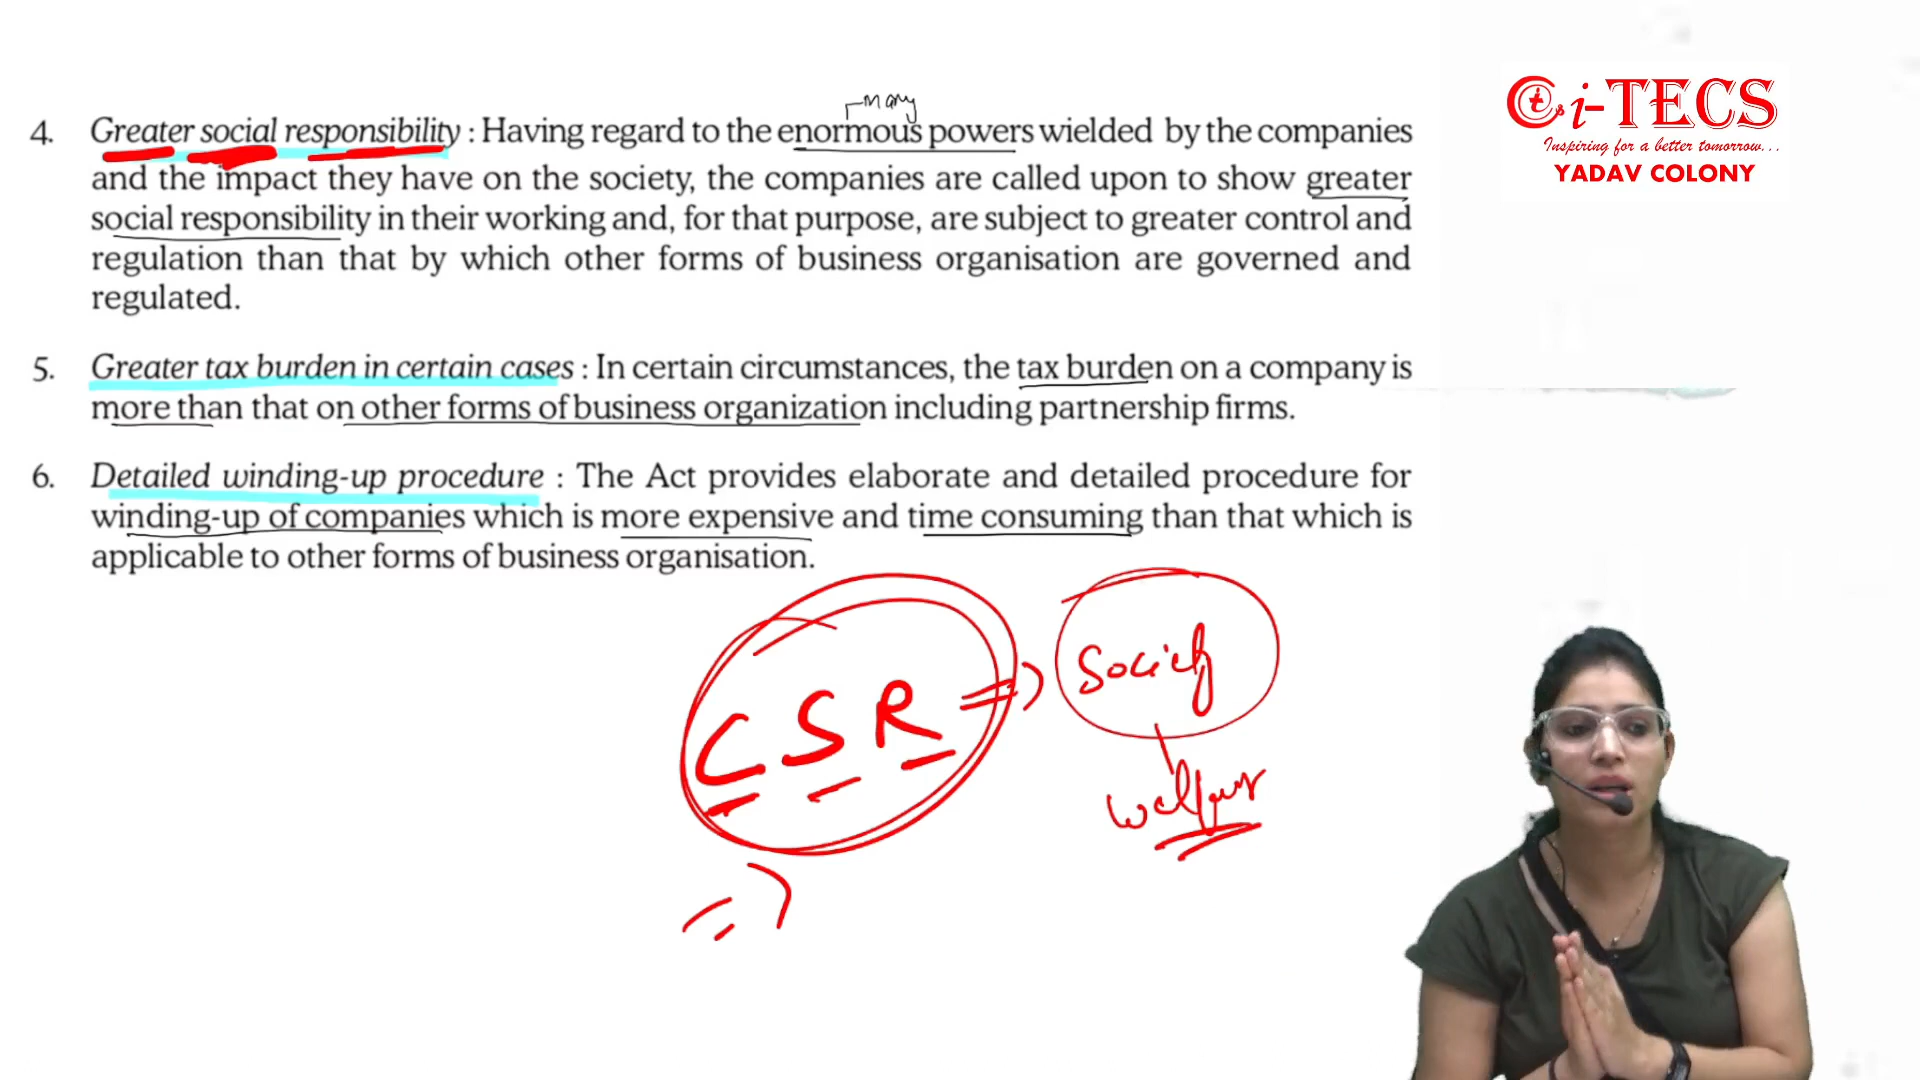 many
4. Greater social responsibility : Having regard to the enormous powers wielded by the companies
and the impact they have on the society, the companies are called upon to show greater
social responsibility in their working and, for that purpose, are subject to greater control and
regulation than that by which other forms of business organisation are governed and
regulated.
5. Greater tax burden in certain cases : In certain circumstances, the tax burden on a company is
more than that on other forms of business organization including partnership firms.
6. Detailed winding-up procedure : The Act provides elaborate and detailed procedure for
winding-up of companies which is more expensive and time consuming than that which is
applicable to other forms of business organisation.
CSR => Society
=>
i-TECS
Inspiring for a better tomorrow...
YADAV COLONY